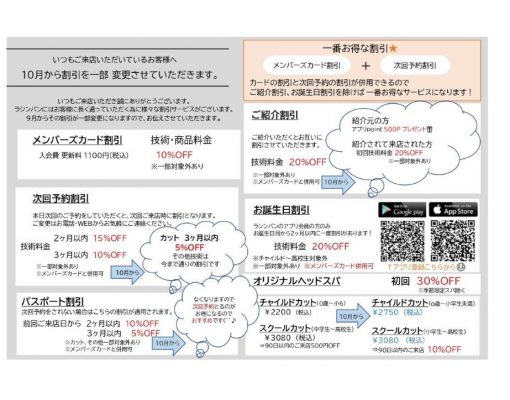 いつもご来店いただいているお客様へ
10月から割引を一部 変更させていただきます。
いつもご来店いただき誠にありがとうございます。
ラシンパンにはお客様に長く通っていただく為に様々な割引サービスがございます。
9月からその割引が一部変更になりますので、お伝えさせていただきます。
メンバーズカード割引
入会費 更新料 1100円(税込)
技術・商品料金
10%OFF
※一部対象外あり
次回予約割引
本日次回のご予約をしていただくと、次回ご来店時に割引となります。
ご変更はお電話・WEBからお気軽にご連絡ください。
技術料金
2ヶ月以内 15%OFF
3ヶ月以内 10%OFF
※一部対象外あり
※メンバーズカードと併用可
10月から
カット 3ヶ月以内
5%OFF
その他技術は
今まで通りの割引です
パスポート割引
次回予約をされない場合はこちらの割引が適用されます。
前回ご来店日から 2ヶ月以内 10%OFF
3ヶ月以内 5%OFF
※カット、その他一部対象外あり
※メンバーズカードと併用可
10月から
なくなりますので
次回予約とるのが
お得になるので
おすすめです(^^♪
一番お得な割引★
メンバーズカード割引 + 次回予約割引
カードの割引と次回予約の割引が併用できるので
ご紹介割引、お誕生日割引を除けば 一番お得なサービスになります!
ご紹介割引
ご紹介いただくとお互いに
割引させていただきます。
技術料金 20%OFF
※一部対象外あり
※メンバーズカードと併用可
10月から
紹介元の方
アプリpoint 500P プレゼント🎁
紹介されて来店された方
初回技術料金 20%OFF
※一部対象外あり
お誕生日割引
ラシンパンのアプリ会員の方のみ
お誕生日月から2ヶ月以内に一度割引があります!
技術料金 20%OFF
※チャイルド~高校生対象外
※一部対象外あり ※メンバーズカード併用可能
Google play
App Store
↑アプリ登録こちらから
オリジナルヘッドスパ
初回 30%OFF
※季節限定スパ除く
チャイルドカット(0歳~小6)
¥2200 (税込)
スクールカット(中学生~高校生)
¥3080 (税込)
⇒90日以内のご来店500円OFF
10月から
チャイルドカット(0歳~小学生未満)
¥2750 (税込)
スクールカット(小学生~高校生)
¥3080 (税込)
⇒90日以内のご来店 10%OFF